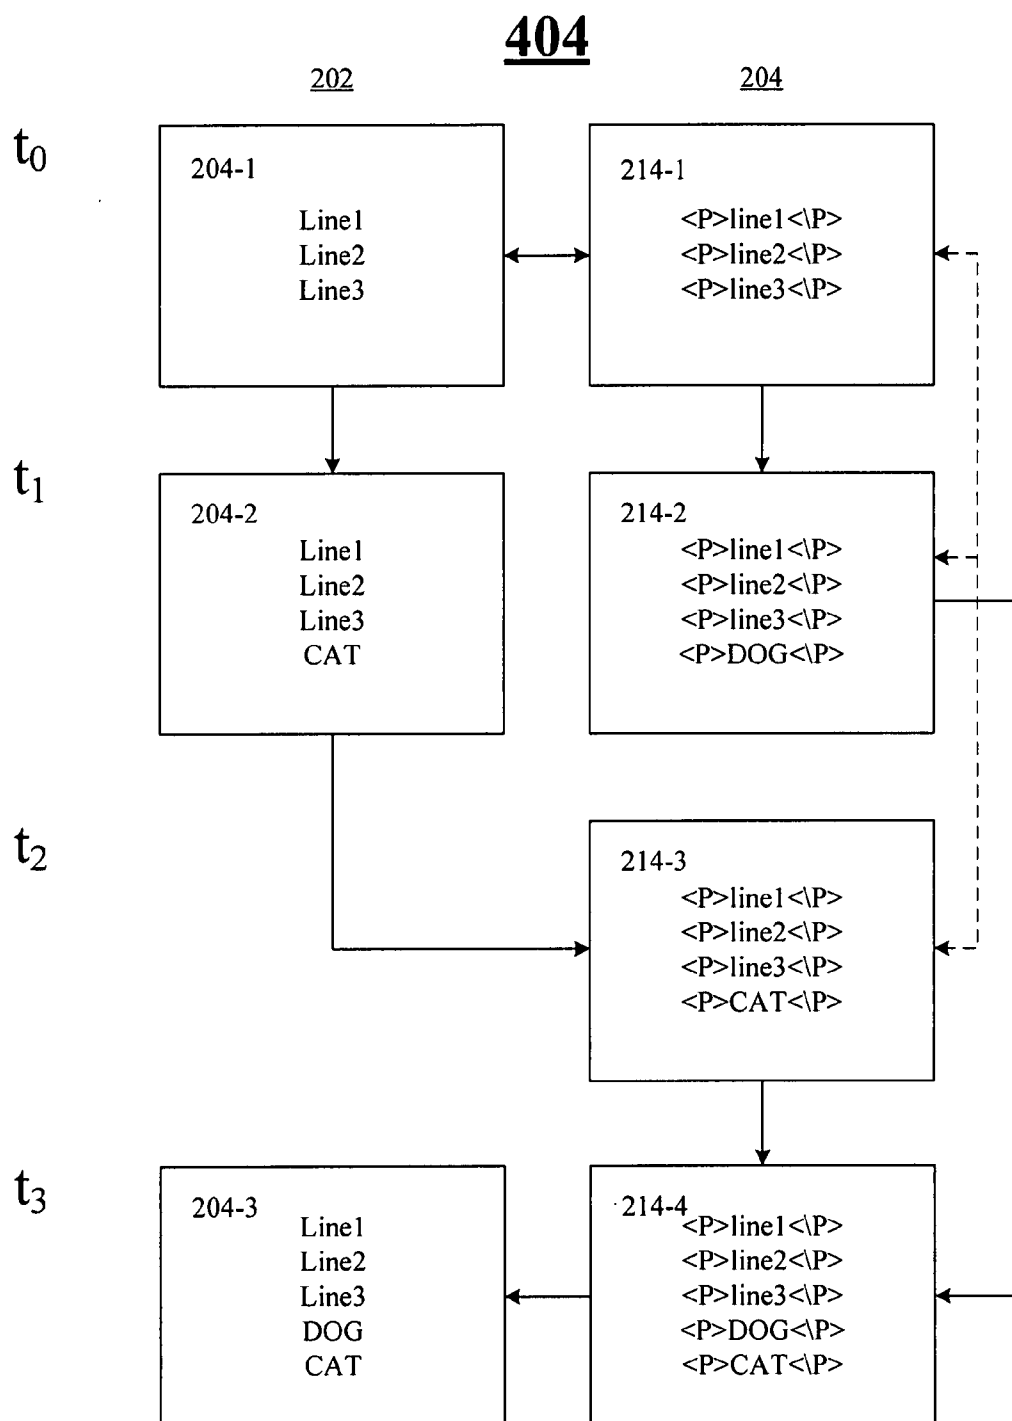 404
202 204
t0
204-1
Line1
Line2
Line3
214-1
<P>line1<\P>
<P>line2<\P>
<P>line3<\P>
t1
204-2
Line1
Line2
Line3
CAT
214-2
<P>line1<\P>
<P>line2<\P>
<P>line3<\P>
<P>DOG<\P>
t2
214-3
<P>line1<\P>
<P>line2<\P>
<P>line3<\P>
<P>CAT<\P>
t3
204-3
Line1
Line2
Line3
DOG
CAT
214-4
<P>line1<\P>
<P>line2<\P>
<P>line3<\P>
<P>DOG<\P>
<P>CAT<\P>